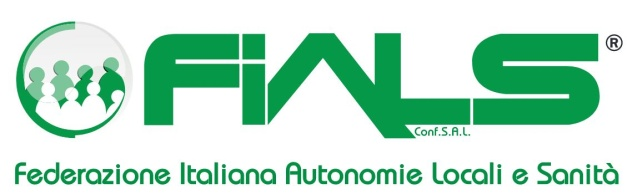 FIALS®
Conf.S.A.L.
Federazione Italiana Autonomie Locali e Sanità